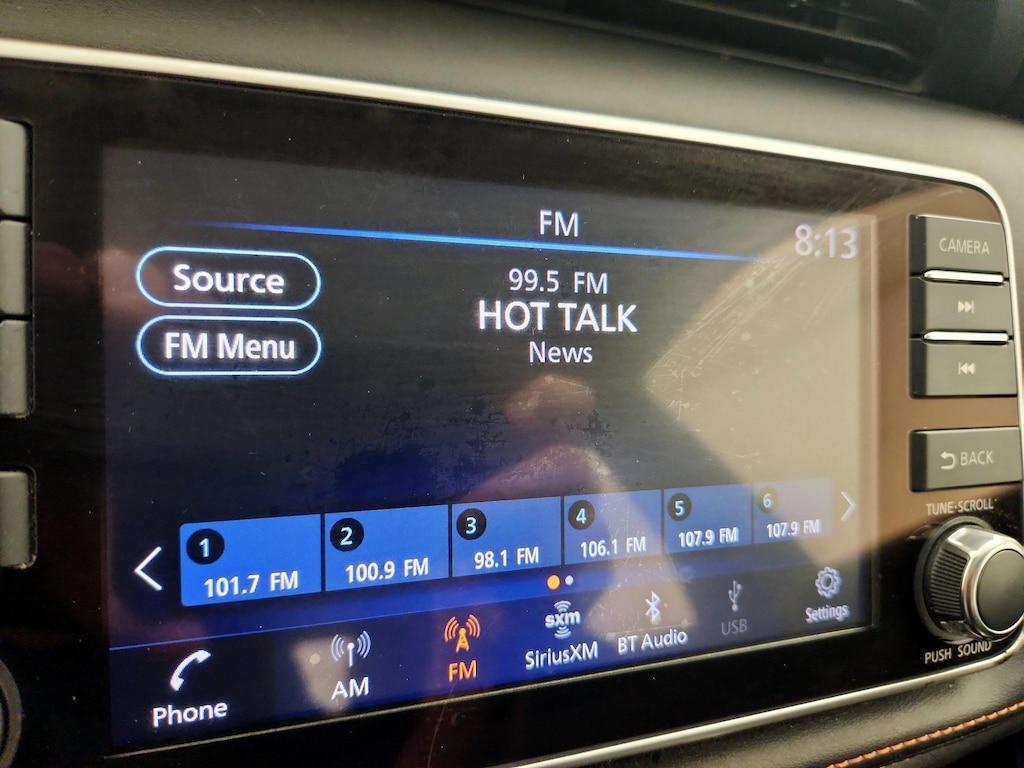 FM
8:13
CAMERA
Source
99.5 FM
HOT TALK
FM Menu
News
BACK
TUNE·SCROLL
1
101.7 FM
2
100.9 FM
3
98.1 FM
4
106.1 FM
5
107.9 FM
6
107.9 FM
Phone
AM
FM
sxm
SiriusXM
BT Audio
USB
Settings
PUSH SOUND